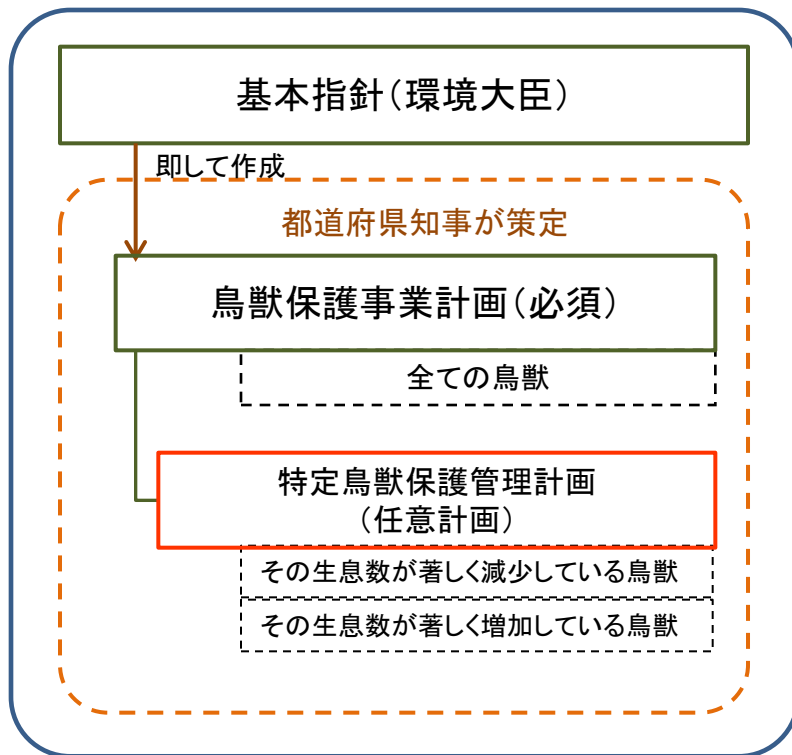 基本指針（環境大臣）
即して作成
都道府県知事が策定
鳥獣保護事業計画（必須）
全ての鳥獣
特定鳥獣保護管理計画
（任意計画）
その生息数が著しく減少している鳥獣
その生息数が著しく増加している鳥獣